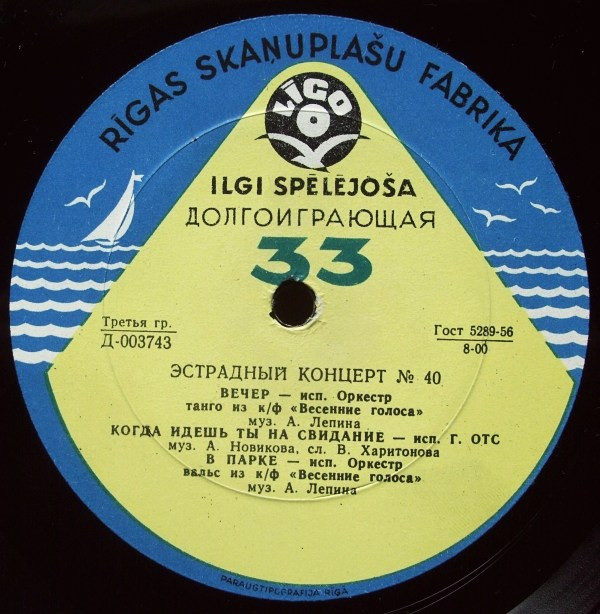 RĪGAS SKAŅUPLAŠU FABRIKA
LĪGO
ILGI SPĒLĒJOŠA
ДОЛГОИГРАЮЩАЯ
33
Третья гр.
Д-003743
Гост 5289-56
8-00
ЭСТРАДНЫЙ КОНЦЕРТ № 40
ВЕЧЕР — исп. Оркестр
танго из к/ф «Весенние голоса»
муз. А. Лепина
КОГДА ИДЕШЬ ТЫ НА СВИДАНИЕ — исп. Г. ОТС
муз. А. Новикова, сл. В. Харитонова
В ПАРКЕ — исп. Оркестр
вальс из к/ф «Весенние голоса»
муз. А. Лепина
PARAUGTIPOGRAFIJA RĪGĀ